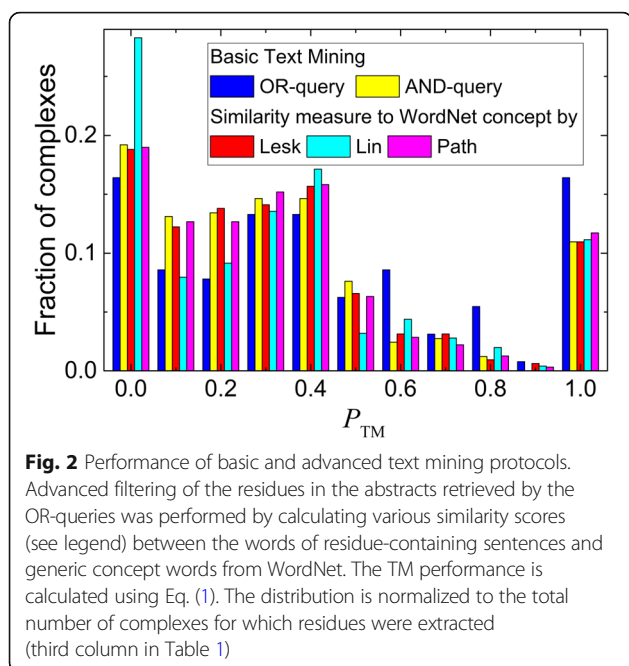 Basic Text Mining
OR-query AND-query
Similarity measure to WordNet concept by
Lesk Lin Path
Fraction of complexes
0.2
0.1
0.0
0.0 0.2 0.4 0.6 0.8 1.0
P_TM
Fig. 2 Performance of basic and advanced text mining protocols.
Advanced filtering of the residues in the abstracts retrieved by the
OR-queries was performed by calculating various similarity scores
(see legend) between the words of residue-containing sentences and
generic concept words from WordNet. The TM performance is
calculated using Eq. (1). The distribution is normalized to the total
number of complexes for which residues were extracted
(third column in Table 1)